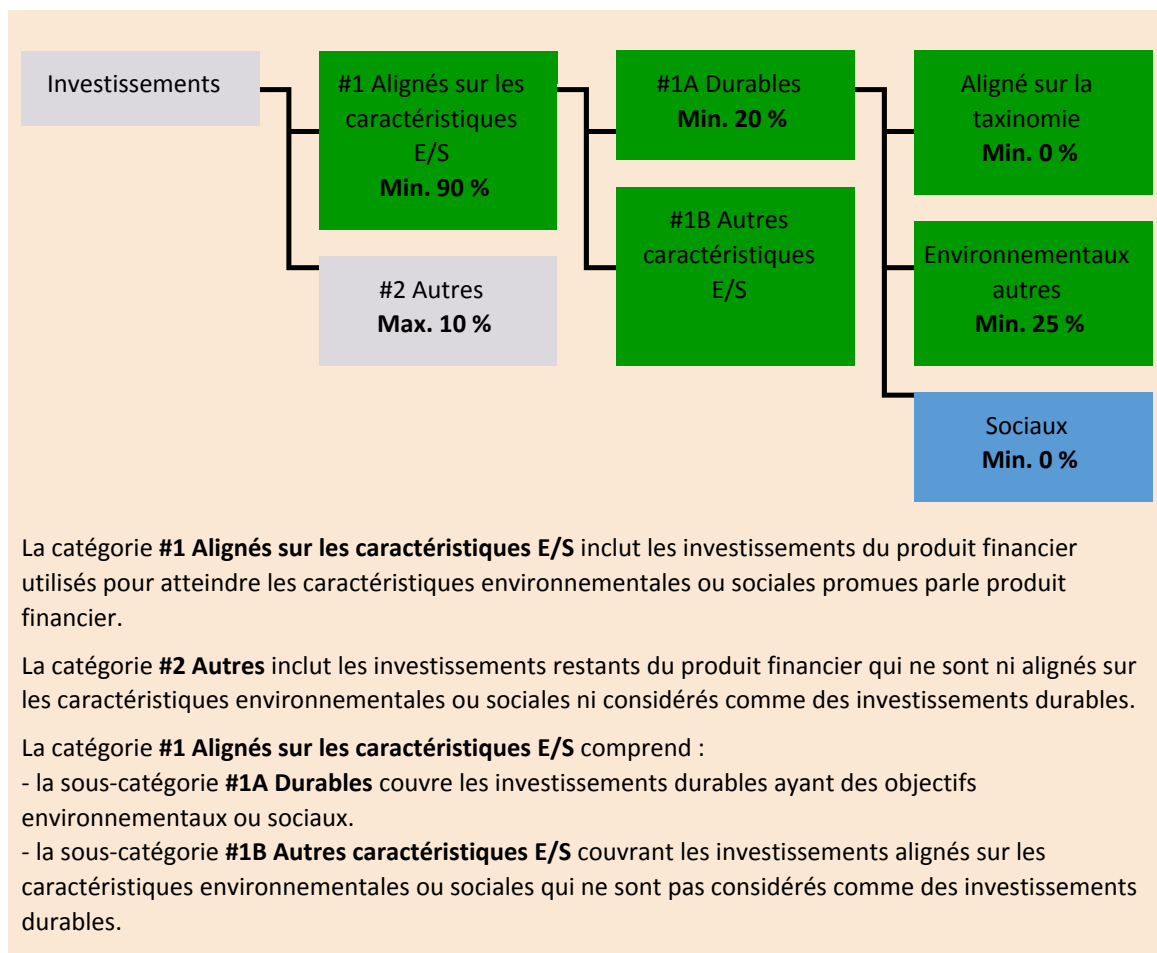 Investissements
#1 Alignés sur les
caractéristiques
E/S
Min. 90 %
#2 Autres
Max. 10 %
#1A Durables
Min. 20 %
#1B Autres
caractéristiques
E/S
Aligné sur la
taxinomie
Min. 0 %
Environnementaux
autres
Min. 25 %
Sociaux
Min. 0 %
La catégorie #1 Alignés sur les caractéristiques E/S inclut les investissements du produit financier
utilisés pour atteindre les caractéristiques environnementales ou sociales promues parle produit
financier.
La catégorie #2 Autres inclut les investissements restants du produit financier qui ne sont ni alignés sur
les caractéristiques environnementales ou sociales ni considérés comme des investissements durables.
La catégorie #1 Alignés sur les caractéristiques E/S comprend :
- la sous-catégorie #1A Durables couvre les investissements durables ayant des objectifs
environnementaux ou sociaux.
- la sous-catégorie #1B Autres caractéristiques E/S couvrant les investissements alignés sur les
caractéristiques environnementales ou sociales qui ne sont pas considérés comme des investissements
durables.